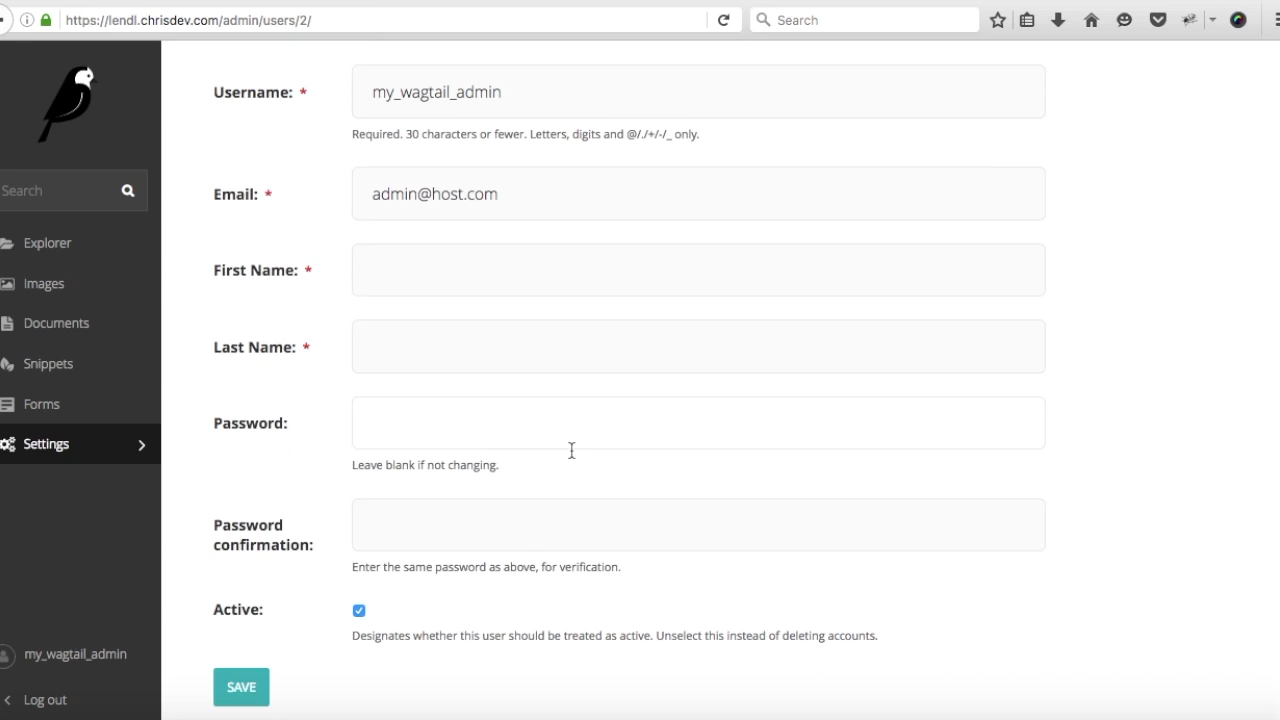 https://lendl.chrisdev.com/admin/users/2/
Search
Search
Explorer
Images
Documents
Snippets
Forms
Settings
my_wagtail_admin
Log out
Username: *
my_wagtail_admin
Required. 30 characters or fewer. Letters, digits and @/./+/-/_ only.
Email: *
admin@host.com
First Name: *
Last Name: *
Password:
Leave blank if not changing.
Password
confirmation:
Enter the same password as above, for verification.
Active:
Designates whether this user should be treated as active. Unselect this instead of deleting accounts.
SAVE